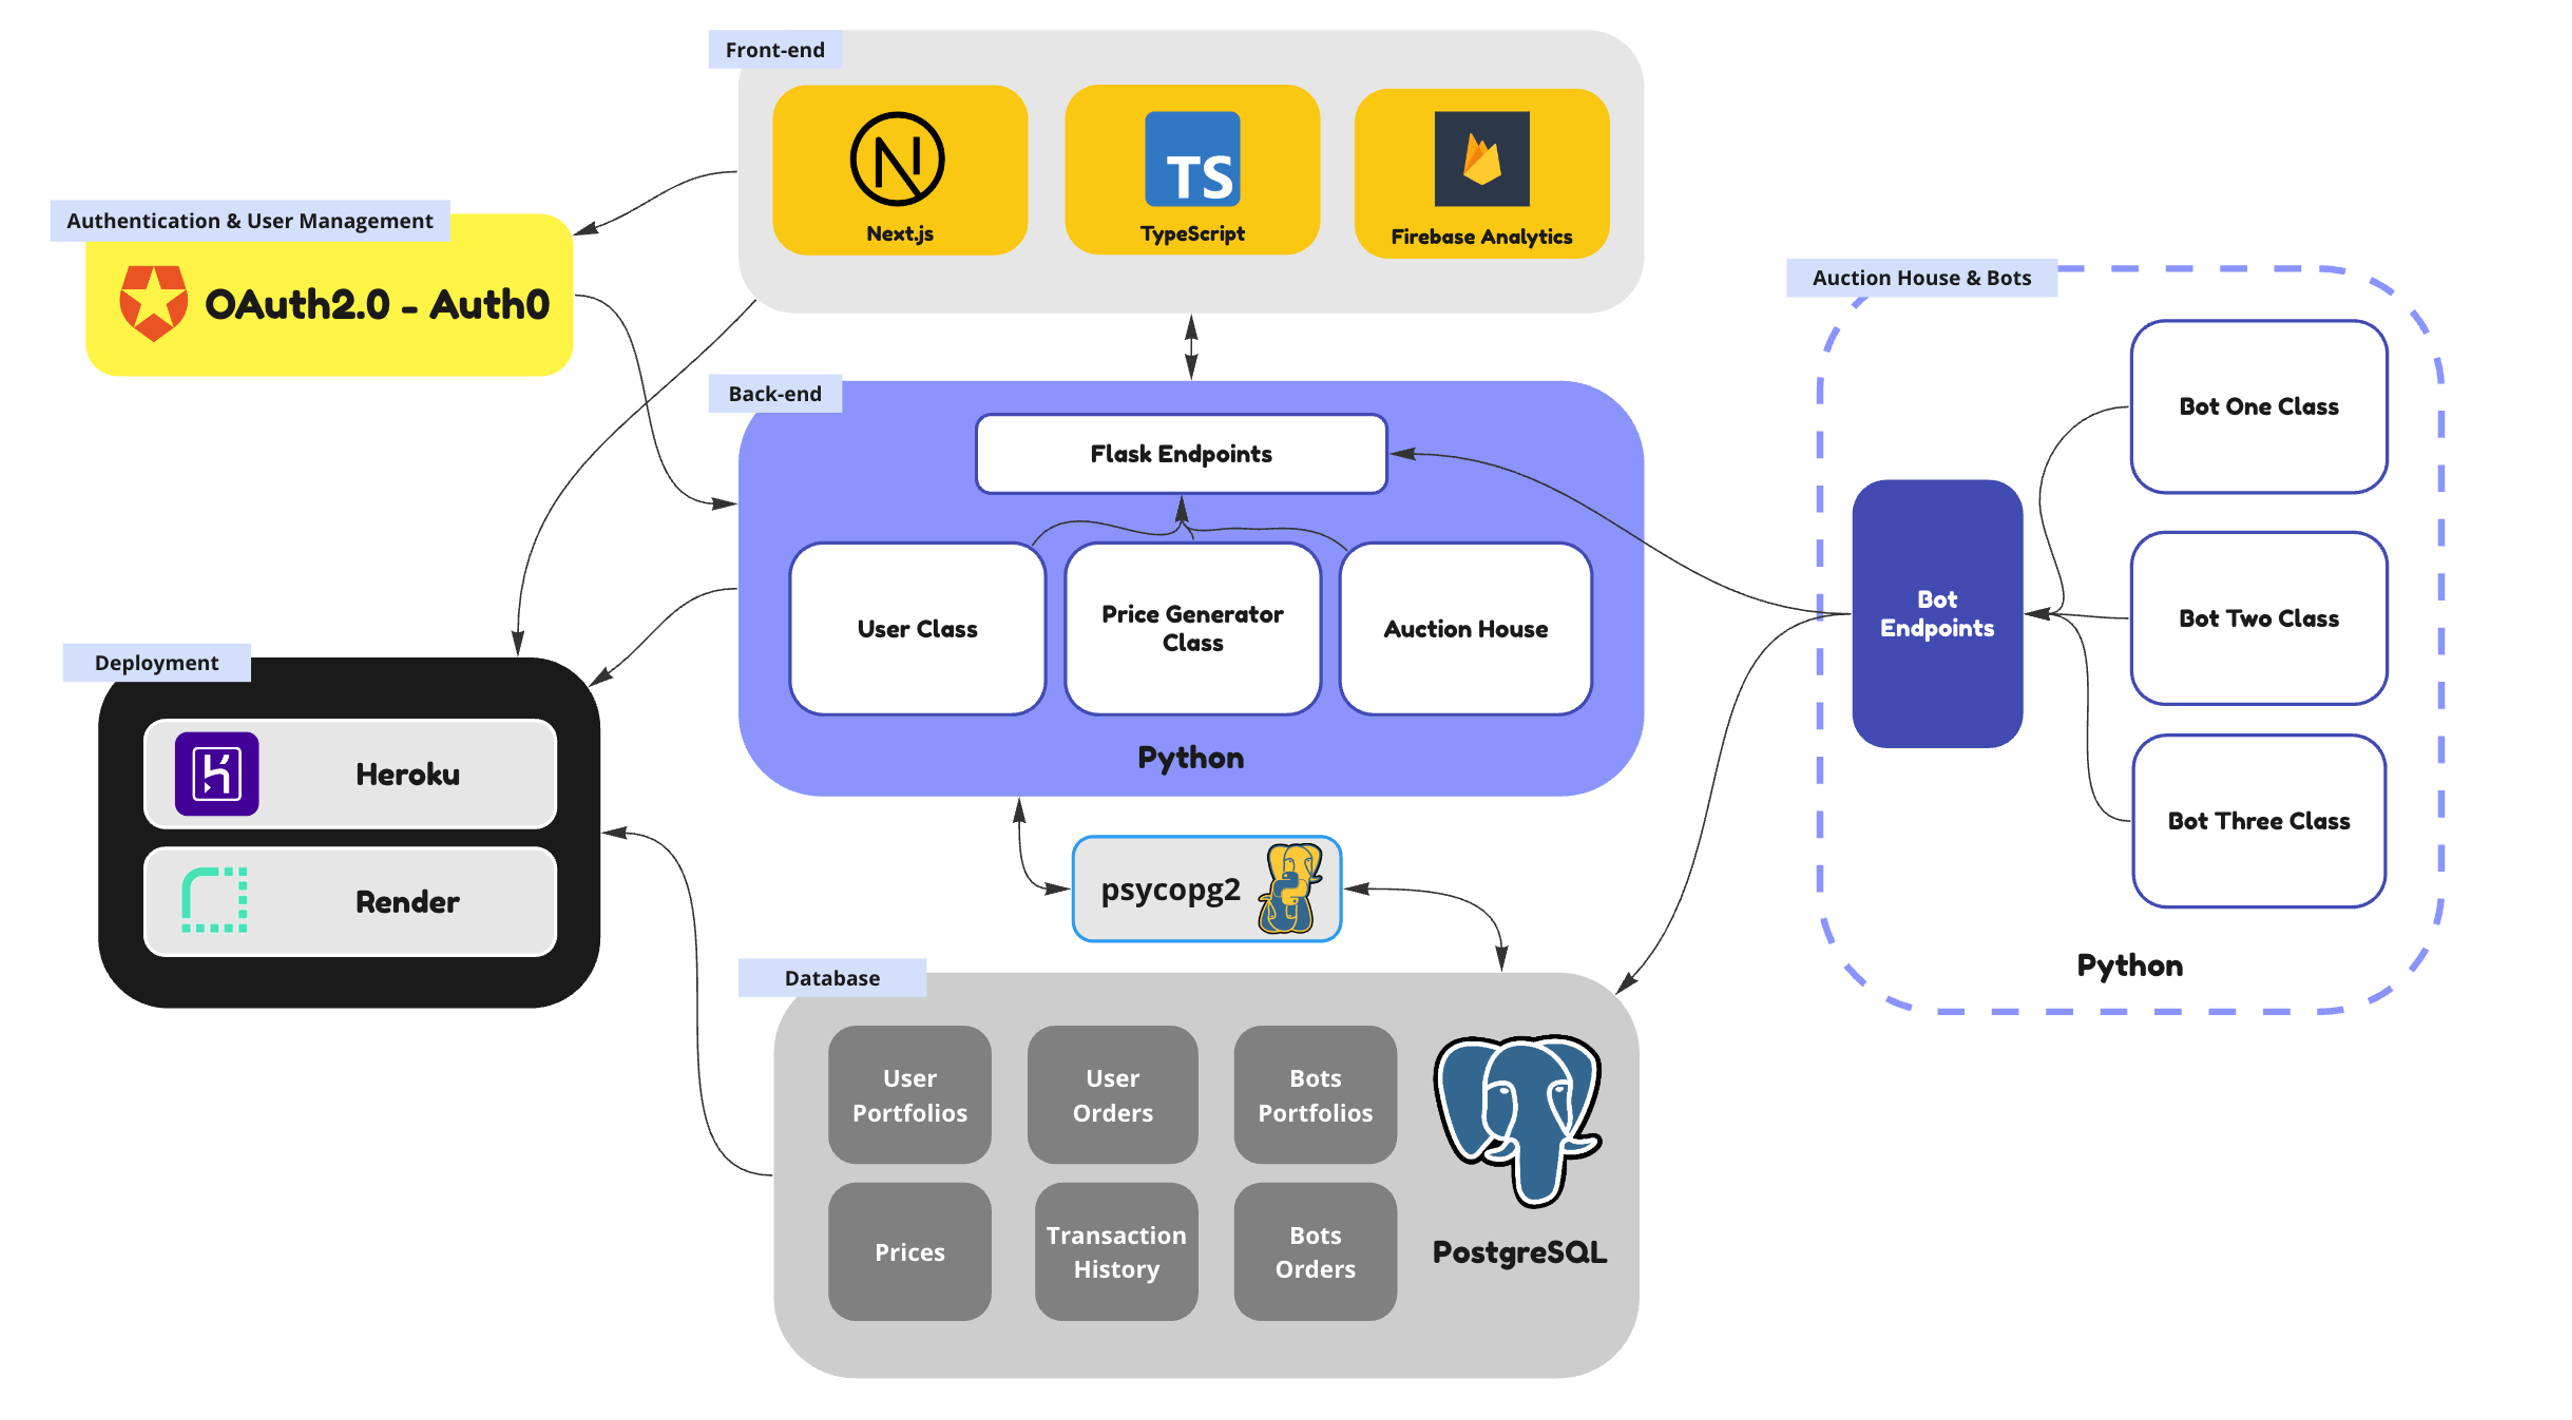 Front-end
TS
Next.js
TypeScript
Firebase Analytics
Authentication & User Management
OAuth2.0 - Auth0
Auction House & Bots
Bot One Class
Bot
Endpoints
Bot Two Class
Bot Three Class
Python
Back-end
Flask Endpoints
User Class
Price Generator
Class
Auction House
Python
Deployment
Heroku
Render
psycopg2
Database
User
Portfolios
User
Orders
Bots
Portfolios
Prices
Transaction
History
Bots
Orders
PostgreSQL